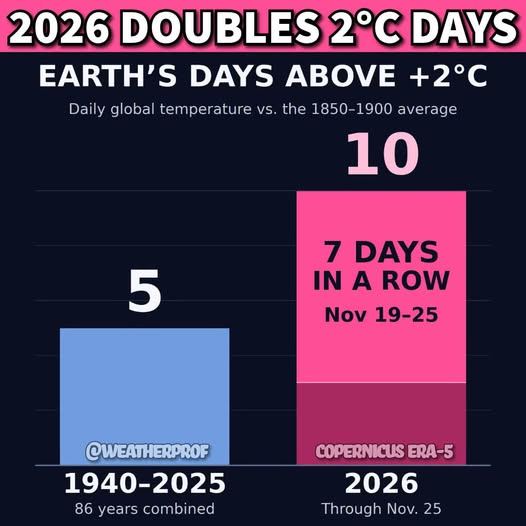 2026 DOUBLES 2°C DAYS
EARTH'S DAYS ABOVE +2°C
Daily global temperature vs. the 1850–1900 average
10
7 DAYS
IN A ROW
Nov 19–25
5
@WEATHERPROF
COPERNICUS ERA-5
1940–2025
86 years combined
2026
Through Nov. 25